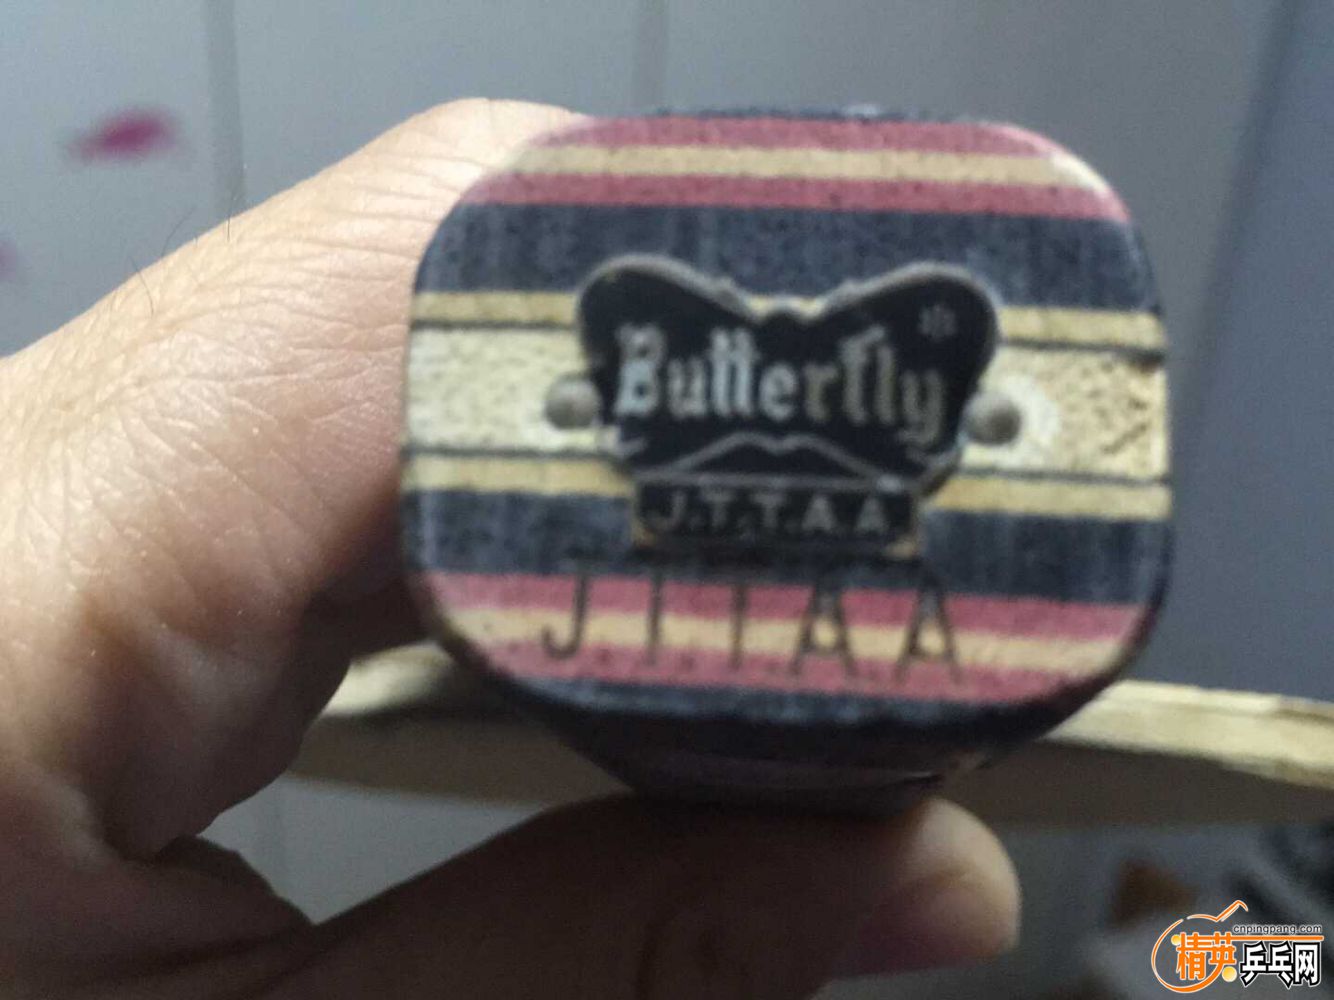 Butterfly
J.T.T.A.A.
JTTAA
cnpingpang.com
精英乒乓网